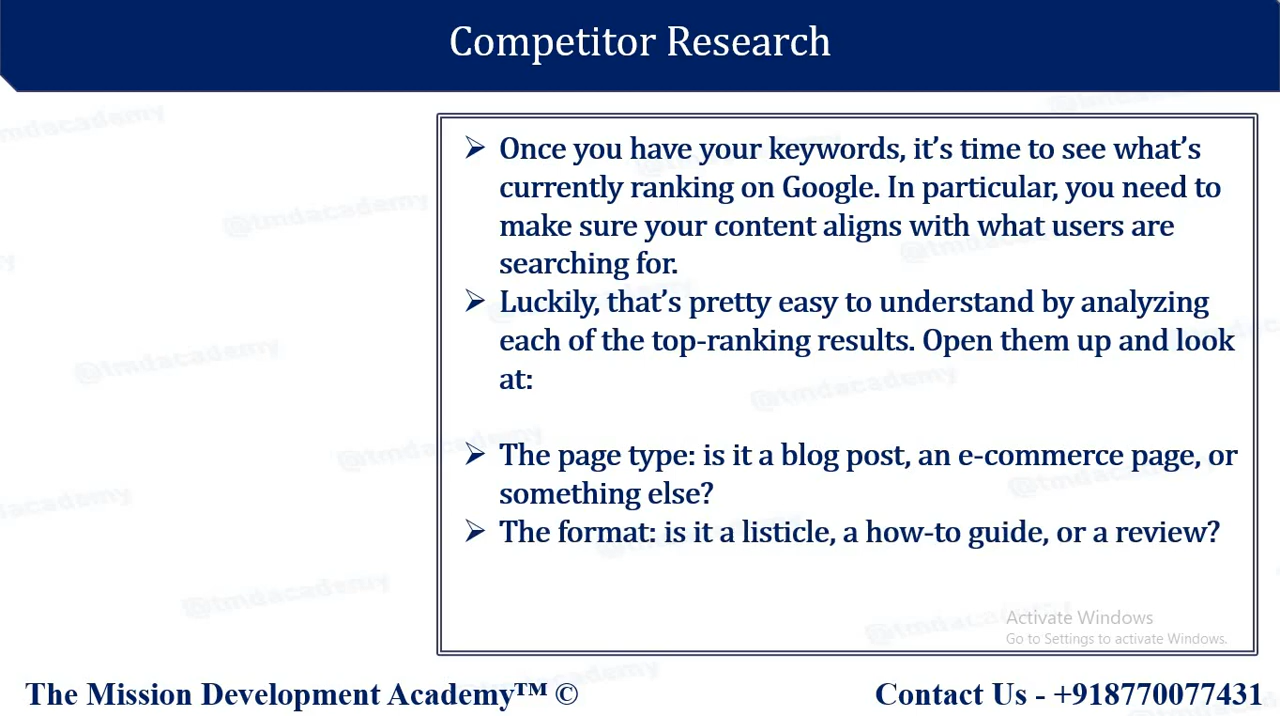 Competitor Research
➢ Once you have your keywords, it’s time to see what’s
currently ranking on Google. In particular, you need to
make sure your content aligns with what users are
searching for.
➢ Luckily, that’s pretty easy to understand by analyzing
each of the top-ranking results. Open them up and look
at:
➢ The page type: is it a blog post, an e-commerce page, or
something else?
➢ The format: is it a listicle, a how-to guide, or a review?
Activate Windows
Go to Settings to activate Windows.
The Mission Development Academy™ ©
Contact Us - +918770077431
@tmdacademy